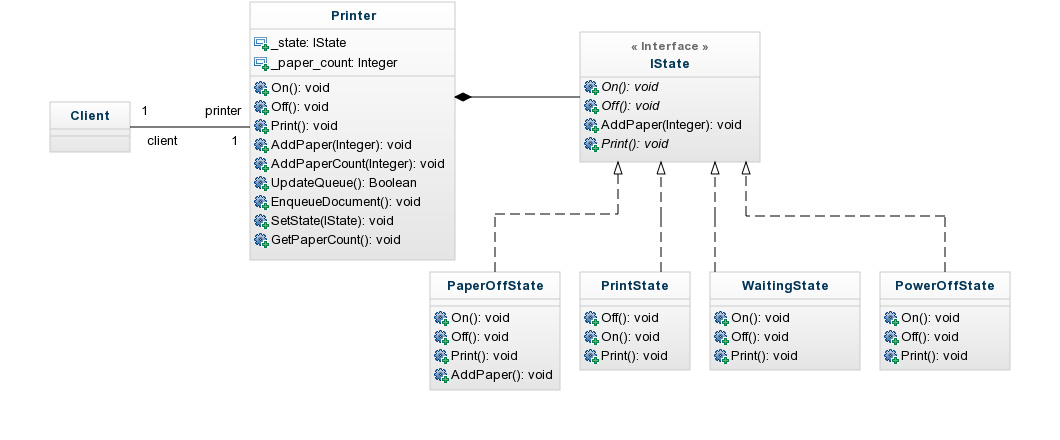 Printer
_state: IState
_paper_count: Integer
On(): void
Off(): void
Print(): void
AddPaper(Integer): void
AddPaperCount(Integer): void
UpdateQueue(): Boolean
EnqueueDocument(): void
SetState(IState): void
GetPaperCount(): void
Client
1
printer
client
1
« Interface »
IState
On(): void
Off(): void
AddPaper(Integer): void
Print(): void
PaperOffState
On(): void
Off(): void
Print(): void
AddPaper(): void
PrintState
Off(): void
On(): void
Print(): void
WaitingState
On(): void
Off(): void
Print(): void
PowerOffState
On(): void
Off(): void
Print(): void